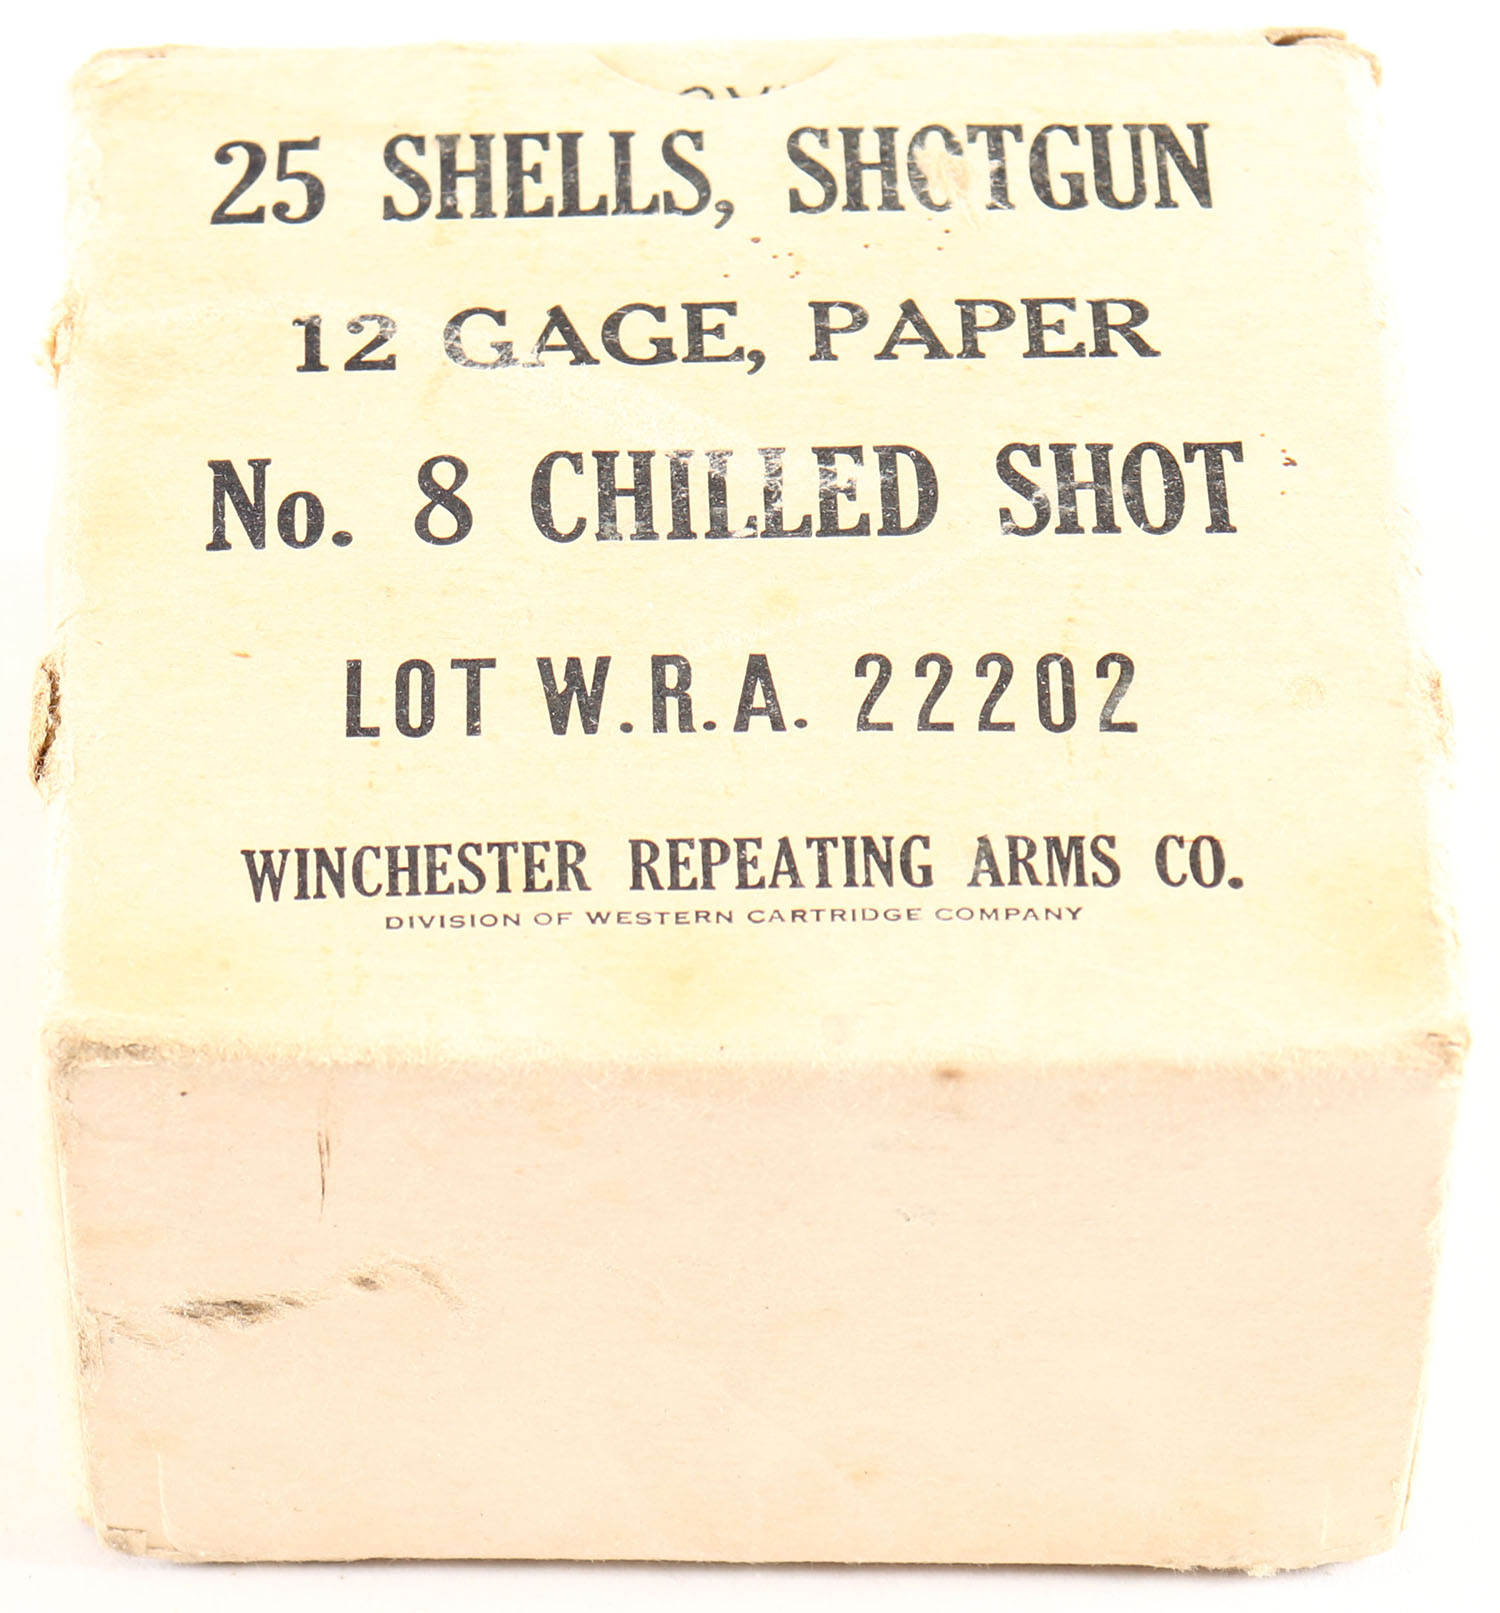 25 SHELLS, SHOTGUN
12 GAGE, PAPER
No. 8 CHILLED SHOT
LOT W.R.A. 22202
WINCHESTER REPEATING ARMS CO.
DIVISION OF WESTERN CARTRIDGE COMPANY